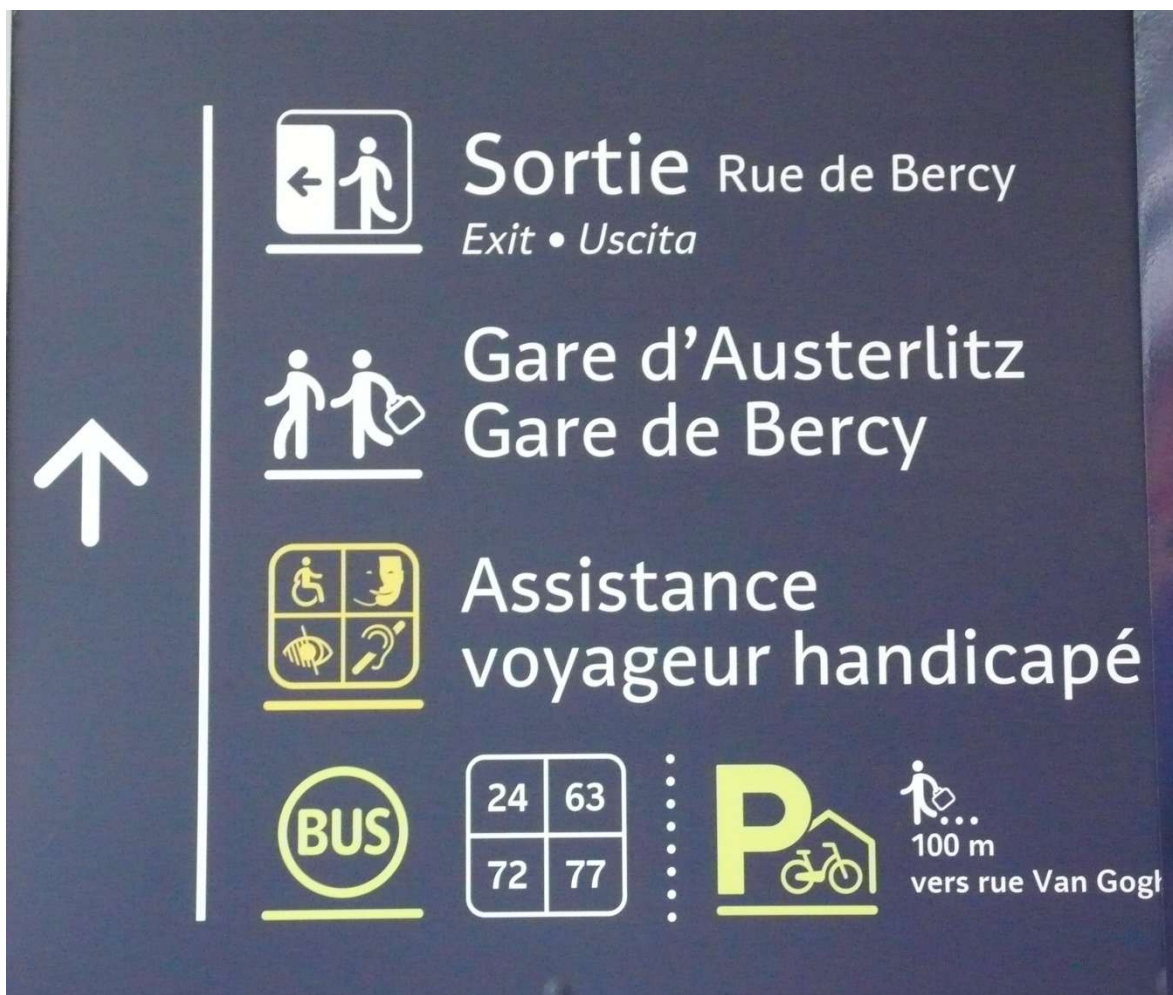 Sortie Rue de Bercy
Exit • Uscita
Gare d'Austerlitz
Gare de Bercy
Assistance
voyageur handicapé
BUS
24 63
72 77
P
100 m
vers rue Van Gogh